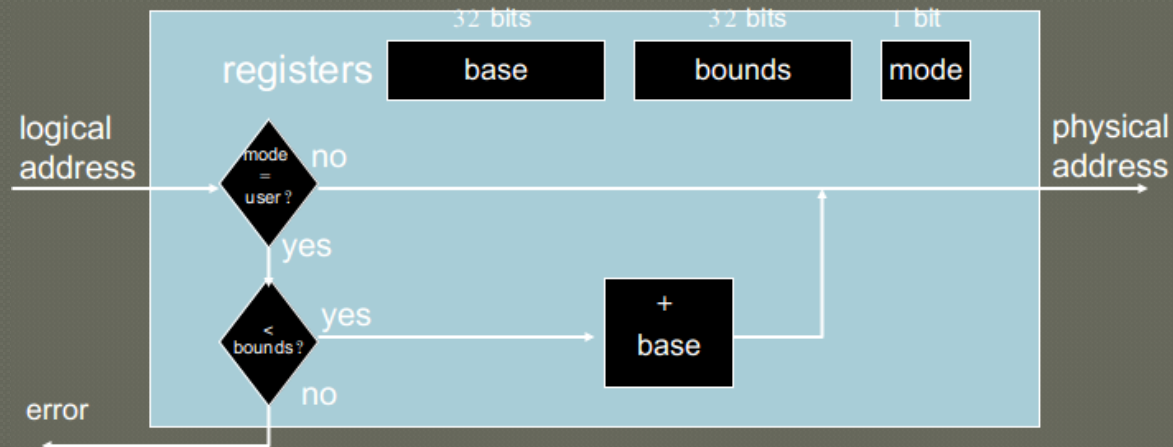 32 bits
32 bits
1 bit
registers
base
bounds
mode
logical
address
physical
address
mode
=
user?
no
yes
<
bounds?
yes
+
base
no
error